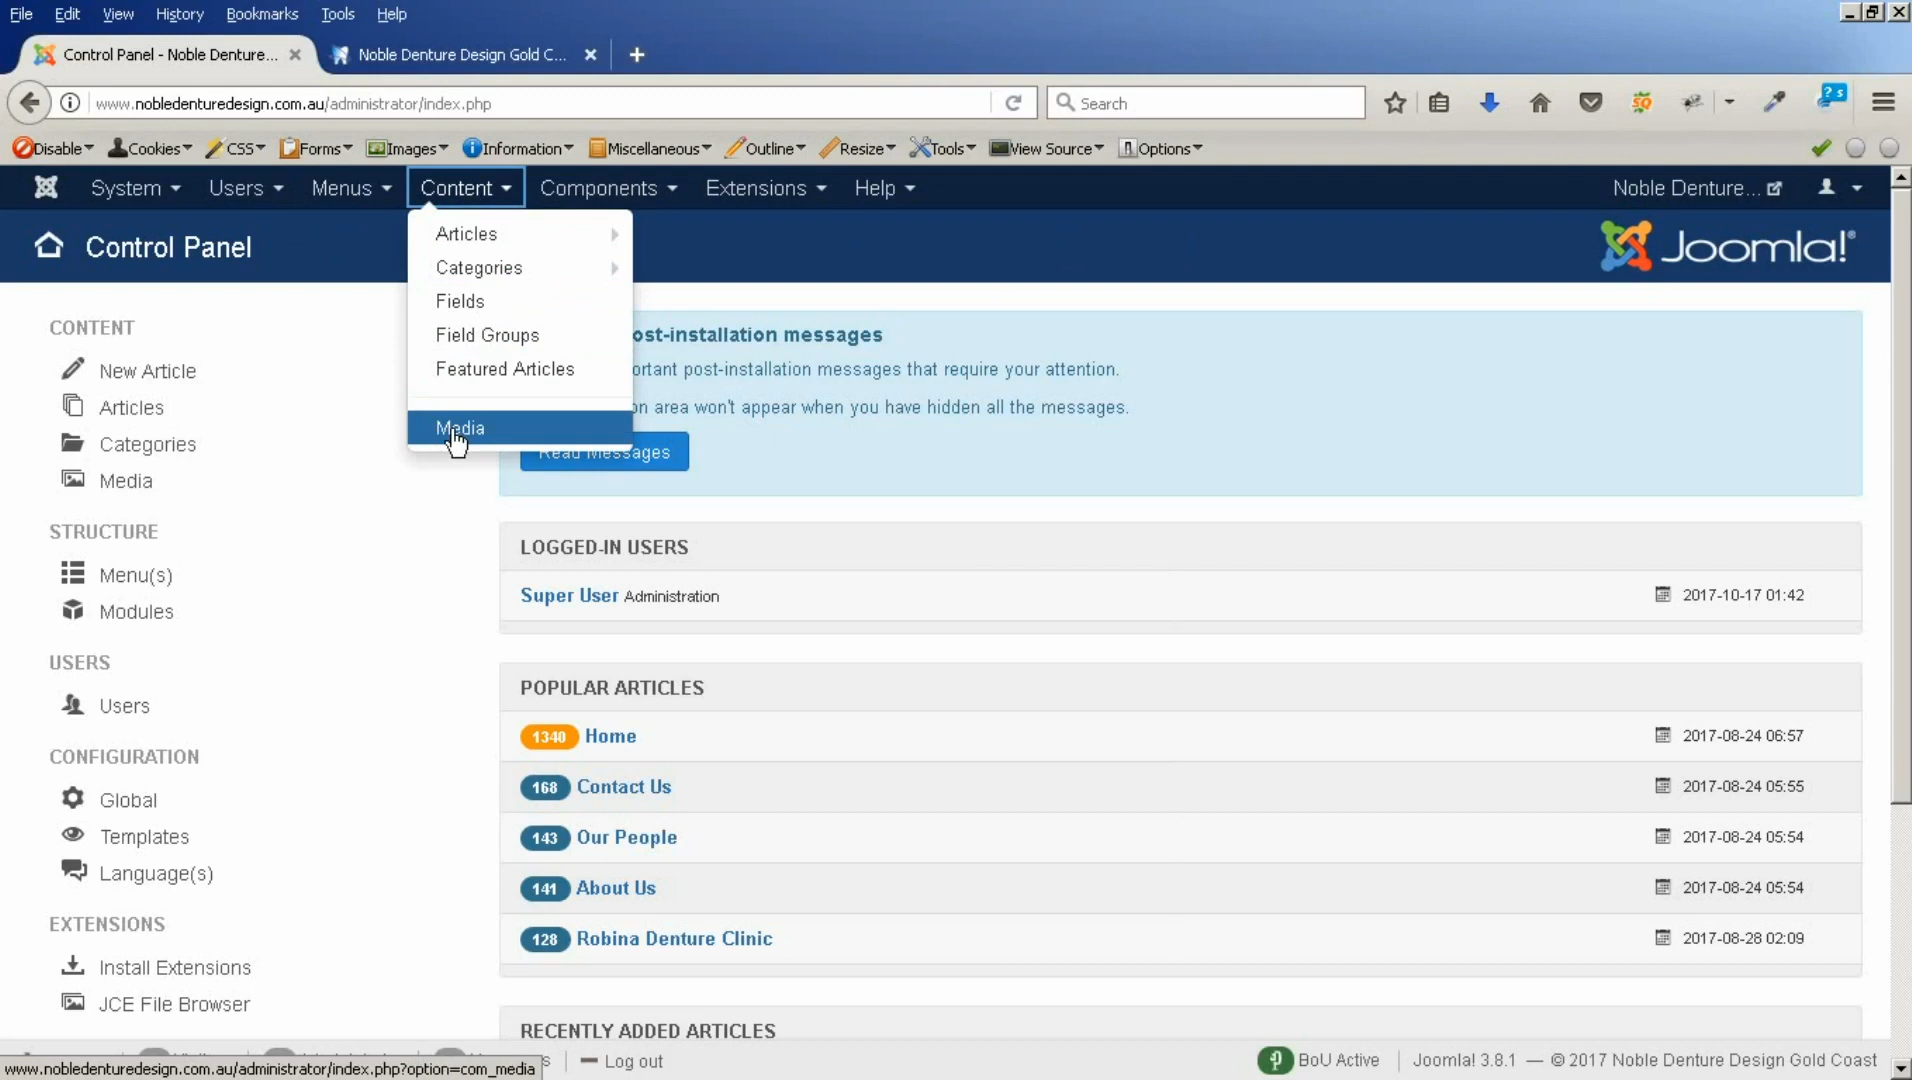 File Edit View History Bookmarks Tools Help
Control Panel - Noble Denture... Noble Denture Design Gold C...
www.nobledenturedesign.com.au/administrator/index.php Search
Disable Cookies CSS Forms Images Information Miscellaneous Outline Resize Tools View Source Options
System Users Menus Content Components Extensions Help Noble Denture...
Control Panel
Joomla!®
Articles
Categories
Fields
Field Groups
Featured Articles
Media
CONTENT
New Article
Articles
Categories
Media
STRUCTURE
Menu(s)
Modules
USERS
Users
CONFIGURATION
Global
Templates
Language(s)
EXTENSIONS
Install Extensions
JCE File Browser
ost-installation messages
ortant post-installation messages that require your attention.
on area won't appear when you have hidden all the messages.
Read Messages
LOGGED-IN USERS
Super User Administration 2017-10-17 01:42
POPULAR ARTICLES
1340 Home 2017-08-24 06:57
168 Contact Us 2017-08-24 05:55
143 Our People 2017-08-24 05:54
141 About Us 2017-08-24 05:54
128 Robina Denture Clinic 2017-08-28 02:09
RECENTLY ADDED ARTICLES
Log out BoU Active Joomla! 3.8.1 — © 2017 Noble Denture Design Gold Coast
www.nobledenturedesign.com.au/administrator/index.php?option=com_media